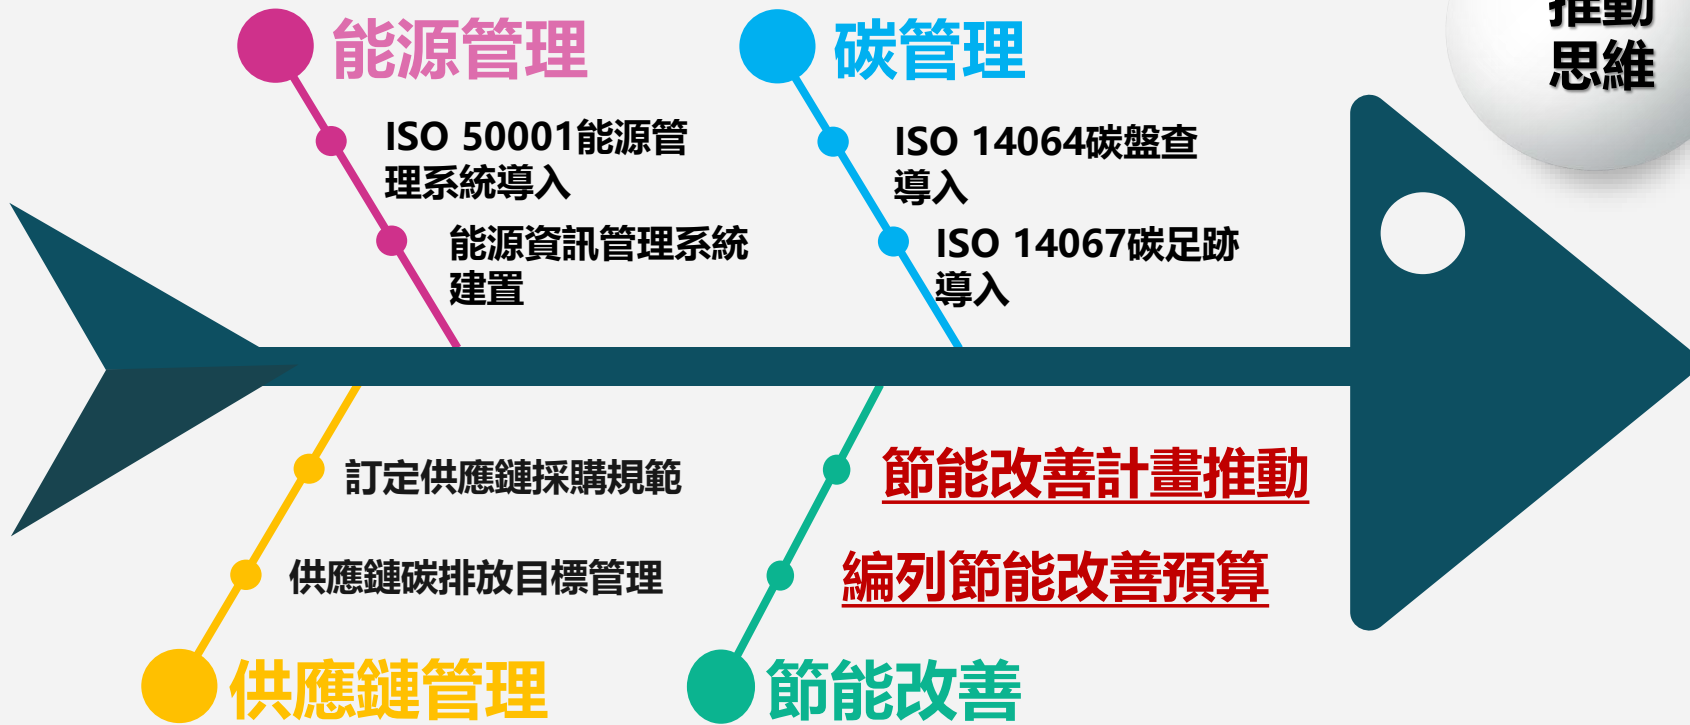 推動
思維
能源管理
碳管理
ISO 50001能源管
理系統導入
ISO 14064碳盤查
導入
能源資訊管理系統
建置
ISO 14067碳足跡
導入
訂定供應鏈採購規範
節能改善計畫推動
供應鏈碳排放目標管理
編列節能改善預算
供應鏈管理
節能改善